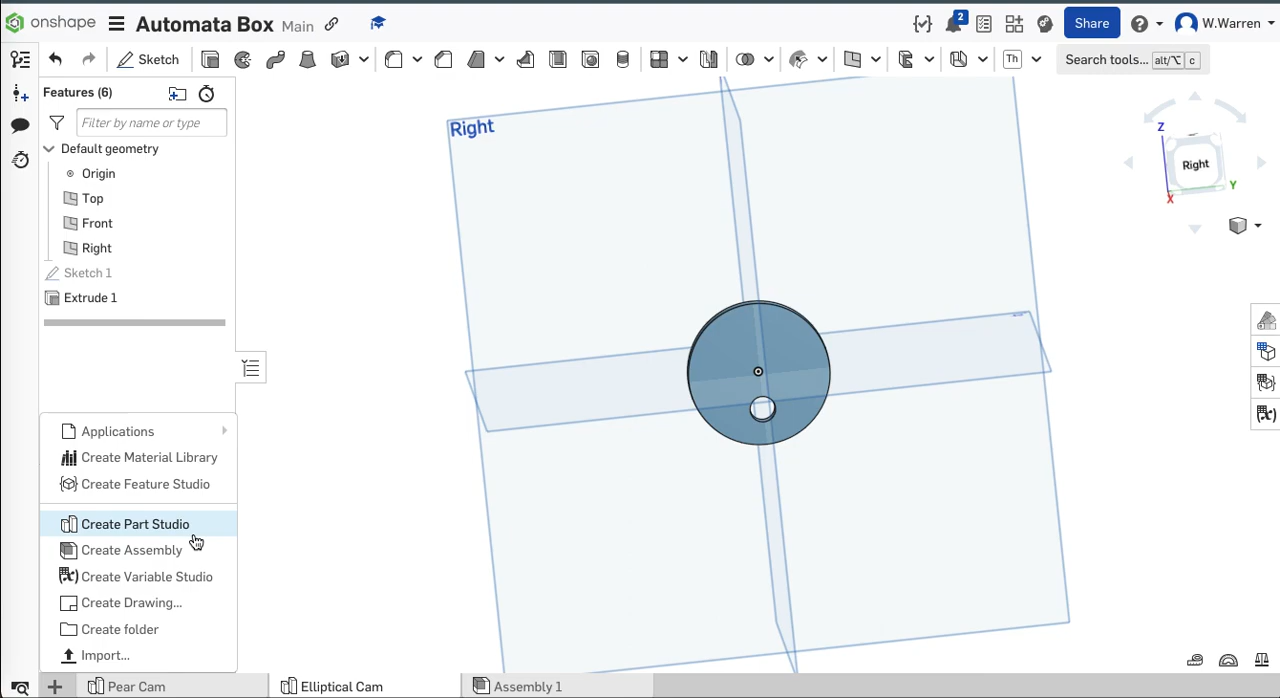 onshape Automata Box Main 2 Share W.Warren
Sketch Th Search tools... alt/⌥ c
Features (6)
Filter by name or type
Default geometry
Origin
Top
Front
Right
Sketch 1
Extrude 1
Right
Z
Right
Y
X
(x)
Applications
Create Material Library
Create Feature Studio
Create Part Studio
Create Assembly
Create Variable Studio
Create Drawing...
Create folder
Import...
Pear Cam Elliptical Cam Assembly 1